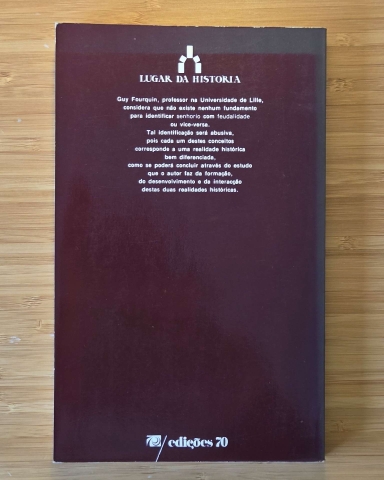 LUGAR DA HISTÓRIA
Guy Fourquin, professor na Universidade de Lille,
considera que não existe nenhum fundamento
para identificar senhorio com feudalidade
ou vice-versa.
Tal identificação será abusiva,
pois cada um destes conceitos
corresponde a uma realidade histórica
bem diferenciada,
como se poderá concluir através do estudo
que o autor faz da formação,
do desenvolvimento e da interacção
destas duas realidades históricas.
70/edições 70